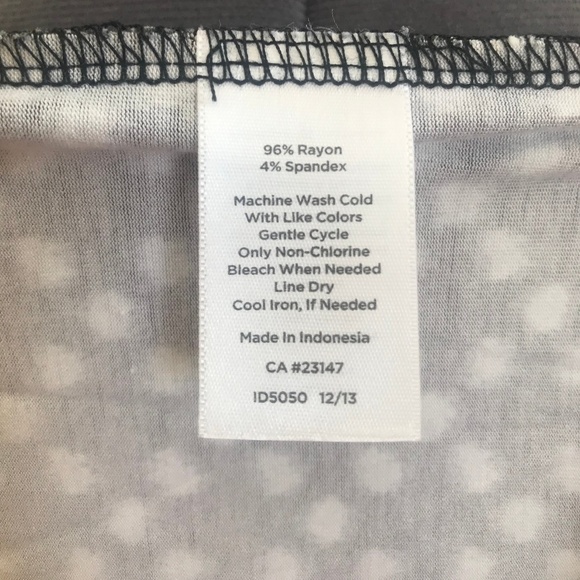 96% Rayon
4% Spandex
Machine Wash Cold
With Like Colors
Gentle Cycle
Only Non-Chlorine
Bleach When Needed
Line Dry
Cool Iron, If Needed
Made In Indonesia
CA #23147
ID5050 12/13